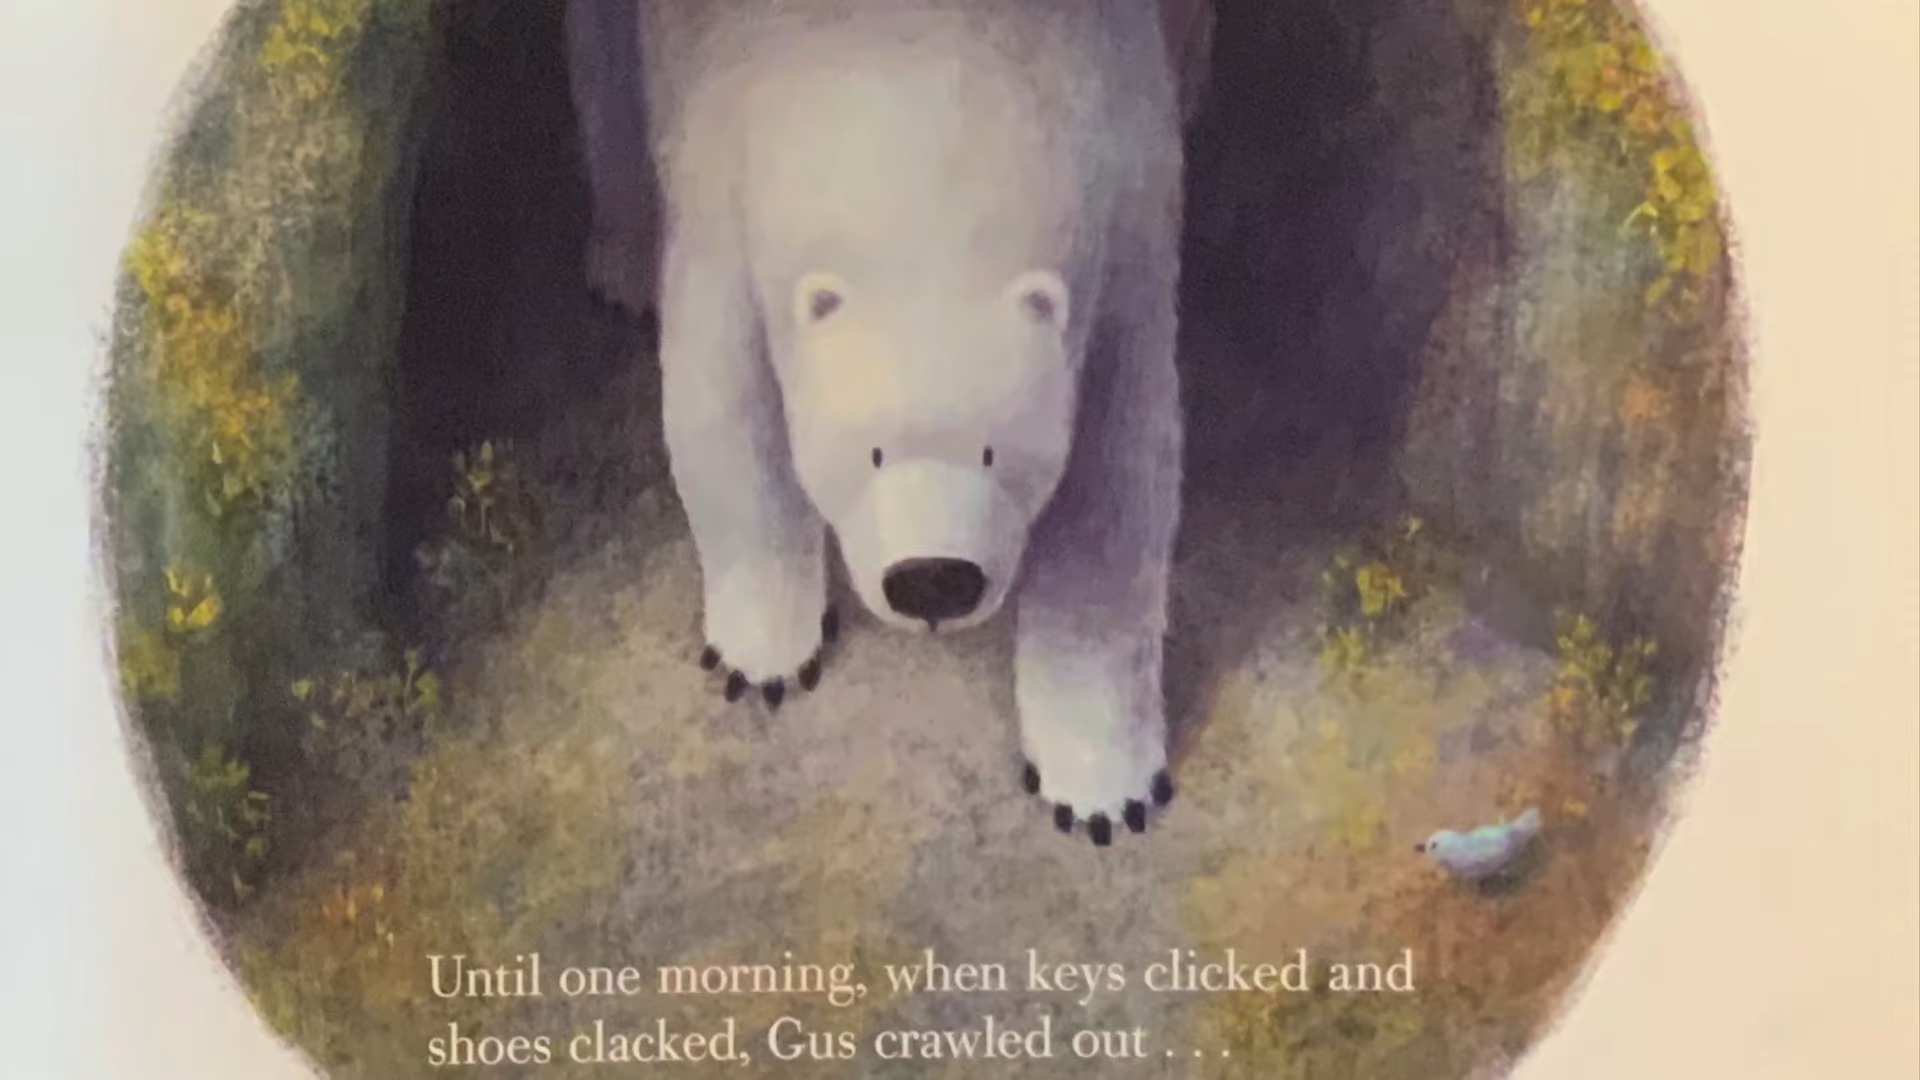 Until one morning, when keys clicked and
shoes clacked, Gus crawled out . . .